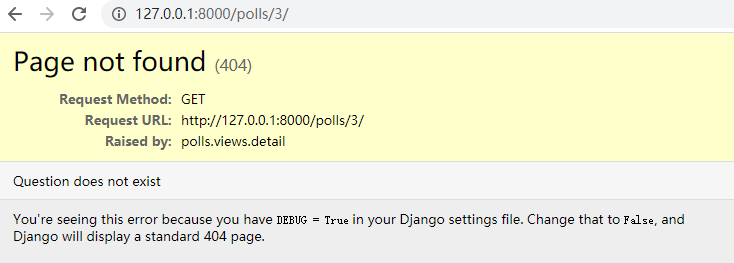 127.0.0.1:8000/polls/3/
Page not found (404)
Request Method: GET
Request URL: http://127.0.0.1:8000/polls/3/
Raised by: polls.views.detail
Question does not exist
You're seeing this error because you have DEBUG = True in your Django settings file. Change that to False, and
Django will display a standard 404 page.